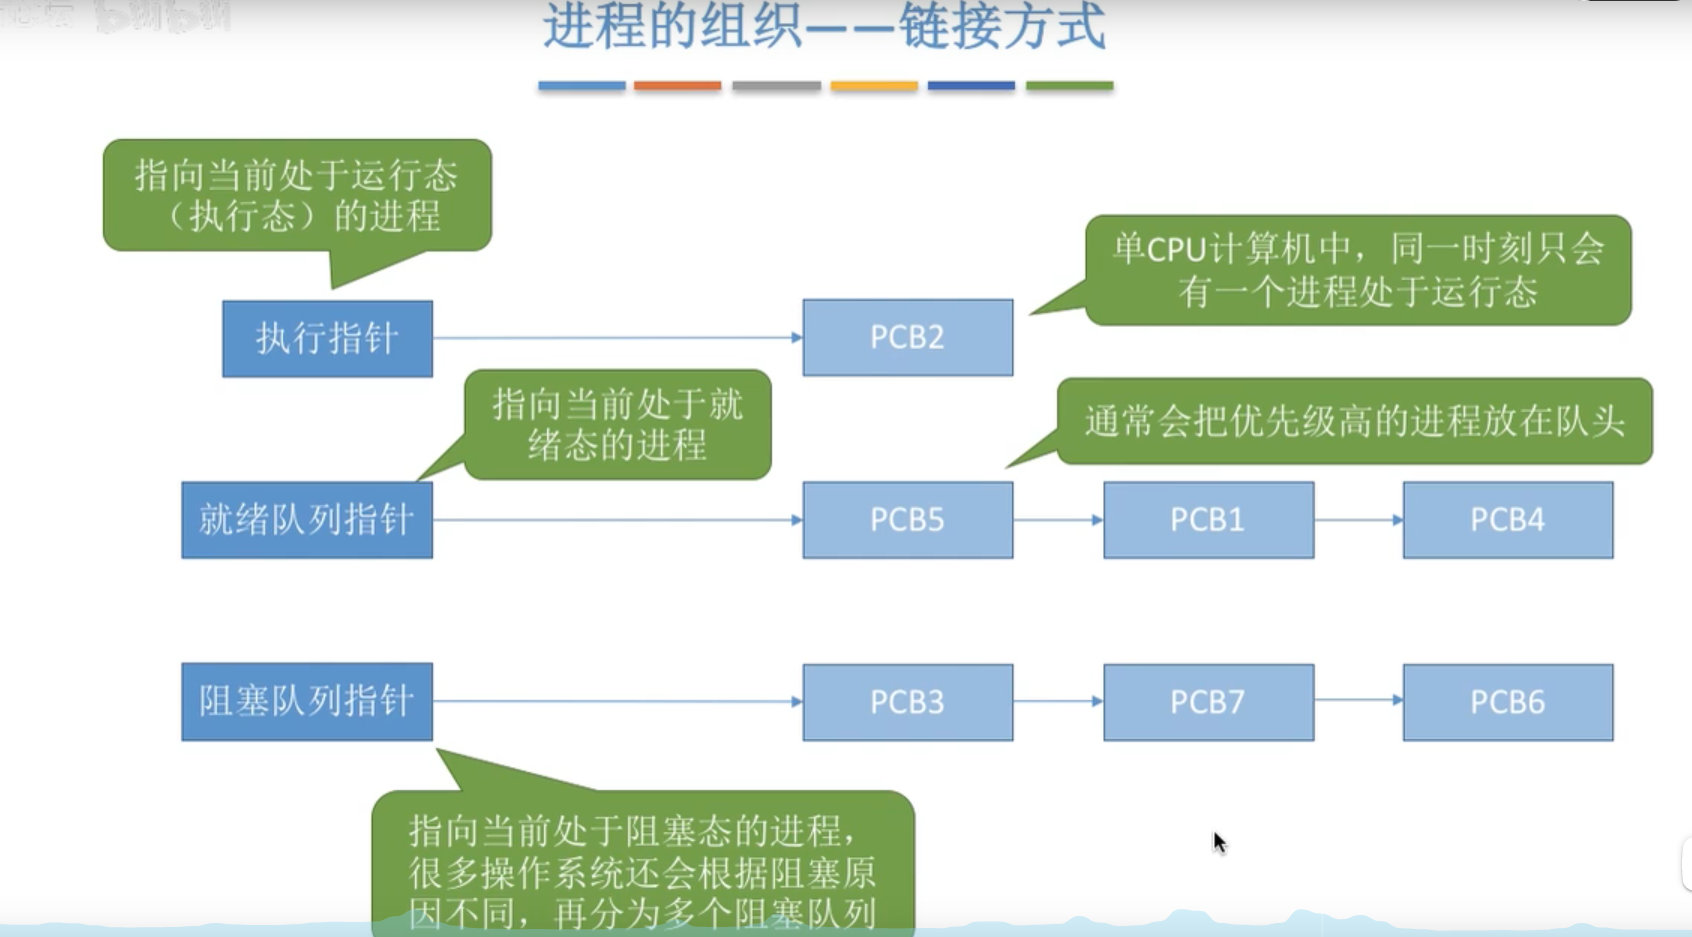 进程的组织——链接方式
指向当前处于运行态
（执行态）的进程
单CPU计算机中，同一时刻只会
有一个进程处于运行态
执行指针
PCB2
指向当前处于就
绪态的进程
通常会把优先级高的进程放在队头
就绪队列指针
PCB5
PCB1
PCB4
阻塞队列指针
PCB3
PCB7
PCB6
指向当前处于阻塞态的进程，
很多操作系统还会根据阻塞原
因不同，再分为多个阻塞队列